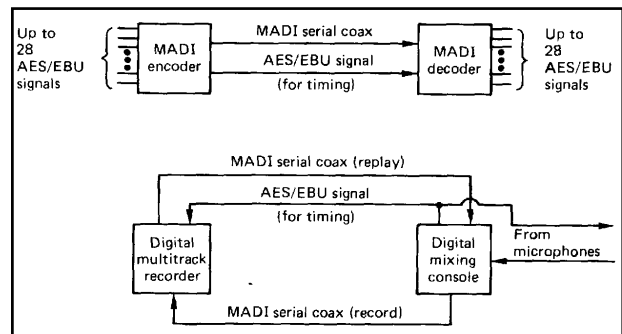 Up to
28
AES/EBU
signals
MADI
encoder
MADI serial coax
AES/EBU signal
(for timing)
MADI
decoder
Up to
28
AES/EBU
signals
MADI serial coax (replay)
AES/EBU signal
(for timing)
Digital
multitrack
recorder
Digital
mixing
console
From
microphones
MADI serial coax (record)